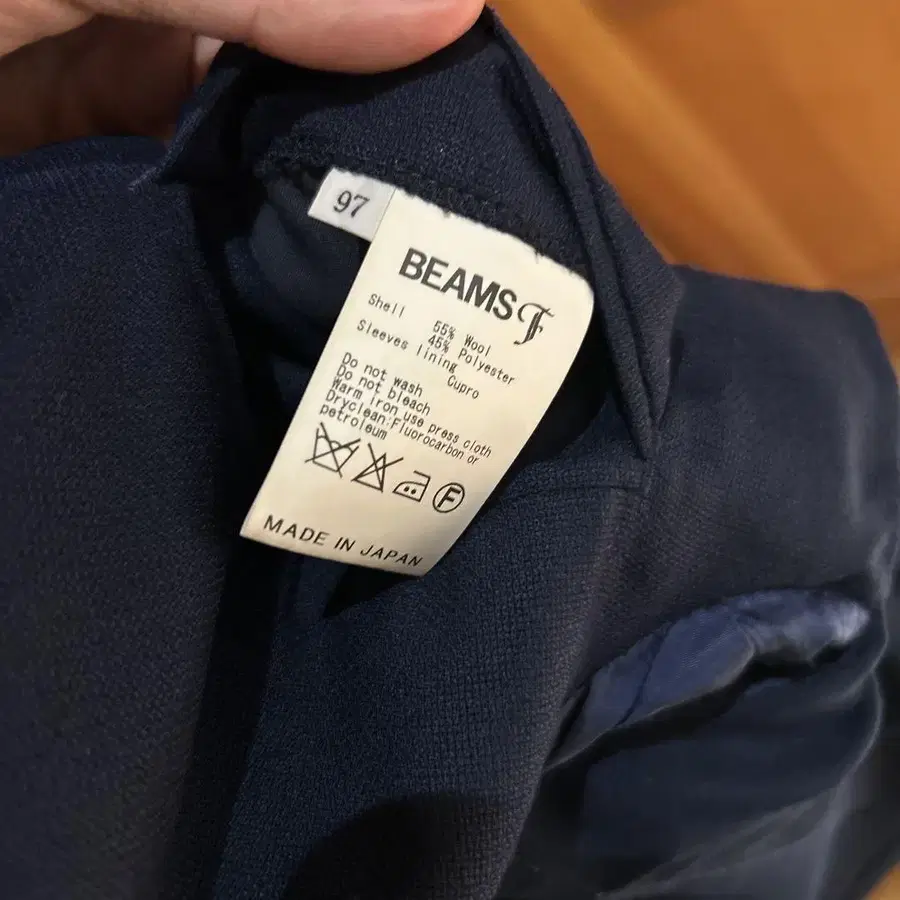 97
BEAMS F
Shell 55% Wool
45% Polyester
Sleeves lining
Cupro
Do not wash
Do not bleach
Warm iron use press cloth
Dryclean:Fluorocarbon or
petroleum
F
MADE IN JAPAN